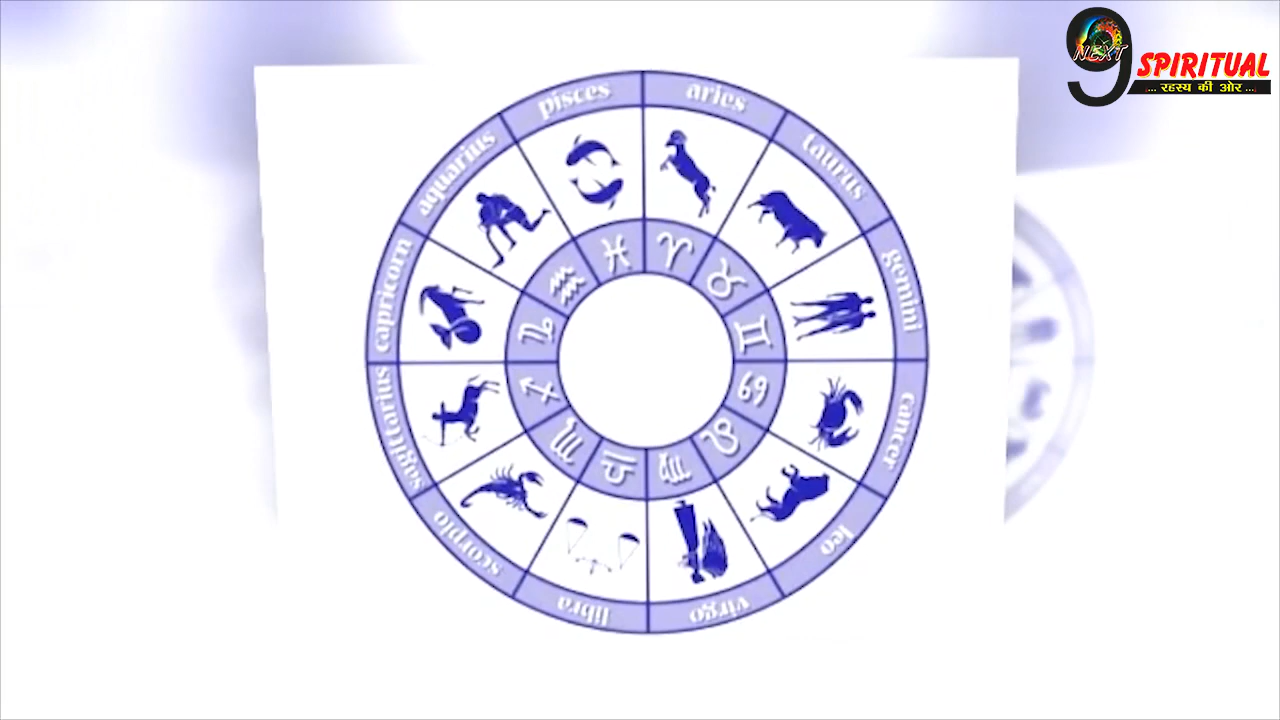 NEXT
9
SPIRITUAL
... रहस्य की ओर ...
aries
taurus
gemini
cancer
leo
virgo
libra
scorpio
sagittarius
capricorn
aquarius
pisces
♈
♉
♊
♋
♌
♍
♎
♏
♐
♑
♒
♓